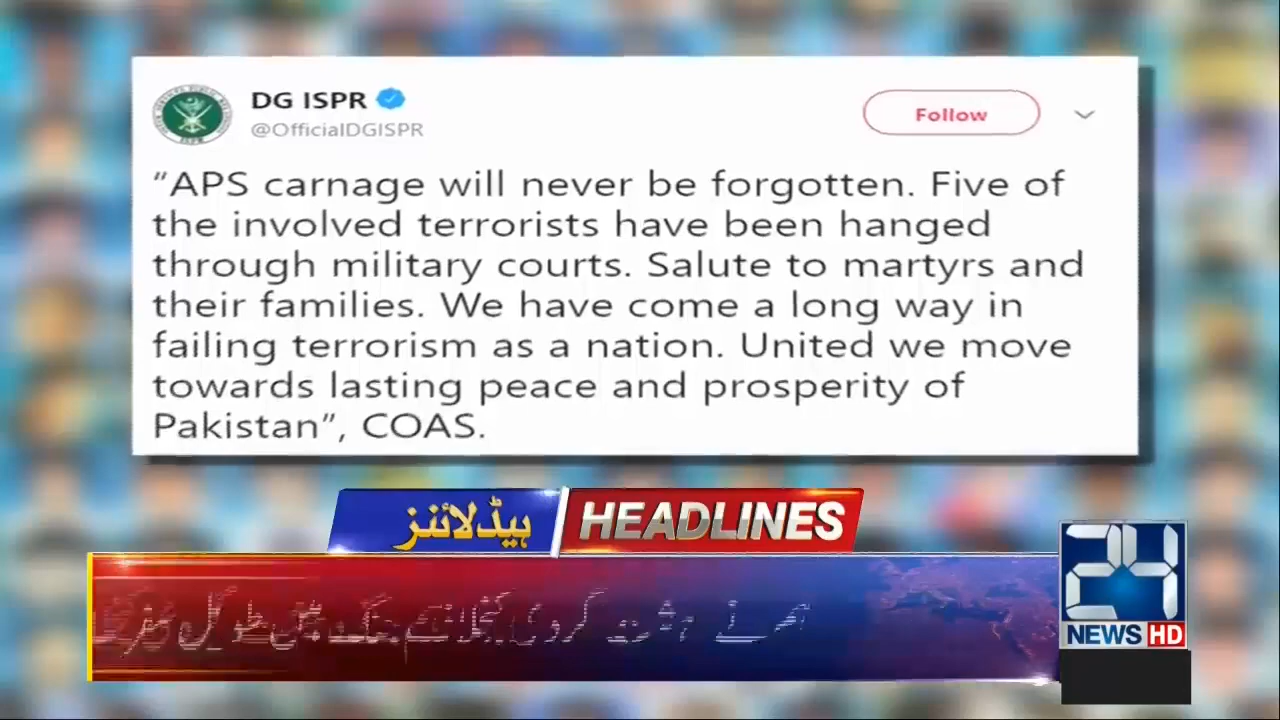 DG ISPR
@OfficialDGISPR
Follow
"APS carnage will never be forgotten. Five of
the involved terrorists have been hanged
through military courts. Salute to martyrs and
their families. We have come a long way in
failing terrorism as a nation. United we move
towards lasting peace and prosperity of
Pakistan", COAS.
ہیڈلائنز
HEADLINES
24
NEWS HD